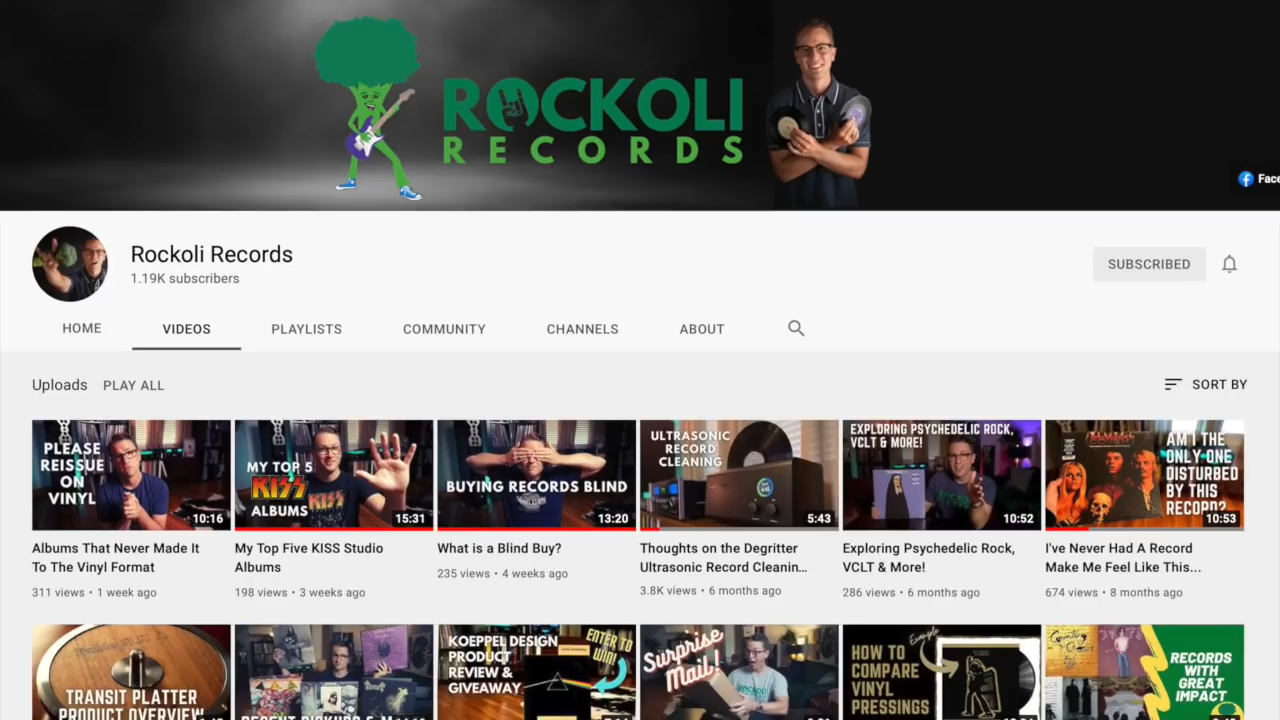 ROCKOLI
RECORDS
Rockoli Records
1.19K subscribers
SUBSCRIBED
HOME
VIDEOS
PLAYLISTS
COMMUNITY
CHANNELS
ABOUT
Uploads
PLAY ALL
SORT BY
PLEASE
REISSUE
ON
VINYL
10:16
MY TOP 5
KISS
ALBUMS
KISS
15:31
BUYING RECORDS BLIND
13:20
ULTRASONIC
RECORD
CLEANING
5:43
EXPLORING PSYCHEDELIC ROCK,
VCLT & MORE!
10:52
AM I THE
ONLY ONE
DISTURBED
BY THIS
RECORD?
10:53
Albums That Never Made It
To The Vinyl Format
311 views • 1 week ago
My Top Five KISS Studio
Albums
198 views • 3 weeks ago
What is a Blind Buy?
235 views • 4 weeks ago
Thoughts on the Degritter
Ultrasonic Record Cleanin...
3.8K views • 6 months ago
Exploring Psychedelic Rock,
VCLT & More!
286 views • 6 months ago
I've Never Had A Record
Make Me Feel Like This...
674 views • 8 months ago
TRANSIT PLATTER
PRODUCT OVERVIEW
KOEPPEL DESIGN
PRODUCT
REVIEW &
GIVEAWAY
ENTER TO
WIN!
Surprise
Mail!
HOW TO
COMPARE
VINYL
PRESSINGS
Example
RECORDS
WITH
GREAT
IMPACT